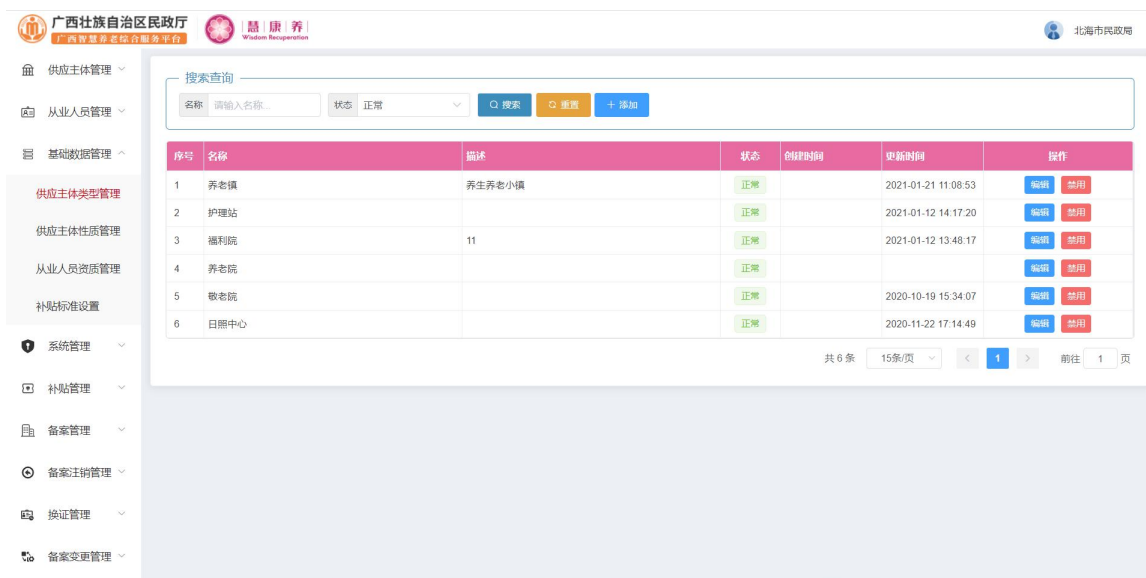 广西壮族自治区民政厅
广西智慧养老综合服务平台
慧康养
Wisdom Recuperation
北海市民政局
供应主体管理
从业人员管理
基础数据管理
供应主体类型管理
供应主体性质管理
从业人员资质管理
补贴标准设置
系统管理
补贴管理
备案管理
备案注销管理
换证管理
备案变更管理
搜索查询
名称 请输入名称... 状态 正常 搜索 重置 + 添加
序号 名称 描述 状态 创建时间 更新时间 操作
1 养老镇 养生养老小镇 正常 2021-01-21 11:08:53 编辑 禁用
2 护理站 正常 2021-01-12 14:17:20 编辑 禁用
3 福利院 11 正常 2021-01-12 13:48:17 编辑 禁用
4 养老院 正常 编辑 禁用
5 敬老院 正常 2020-10-19 15:34:07 编辑 禁用
6 日照中心 正常 2020-11-22 17:14:49 编辑 禁用
共 6 条 15条/页 < 1 > 前往 1 页